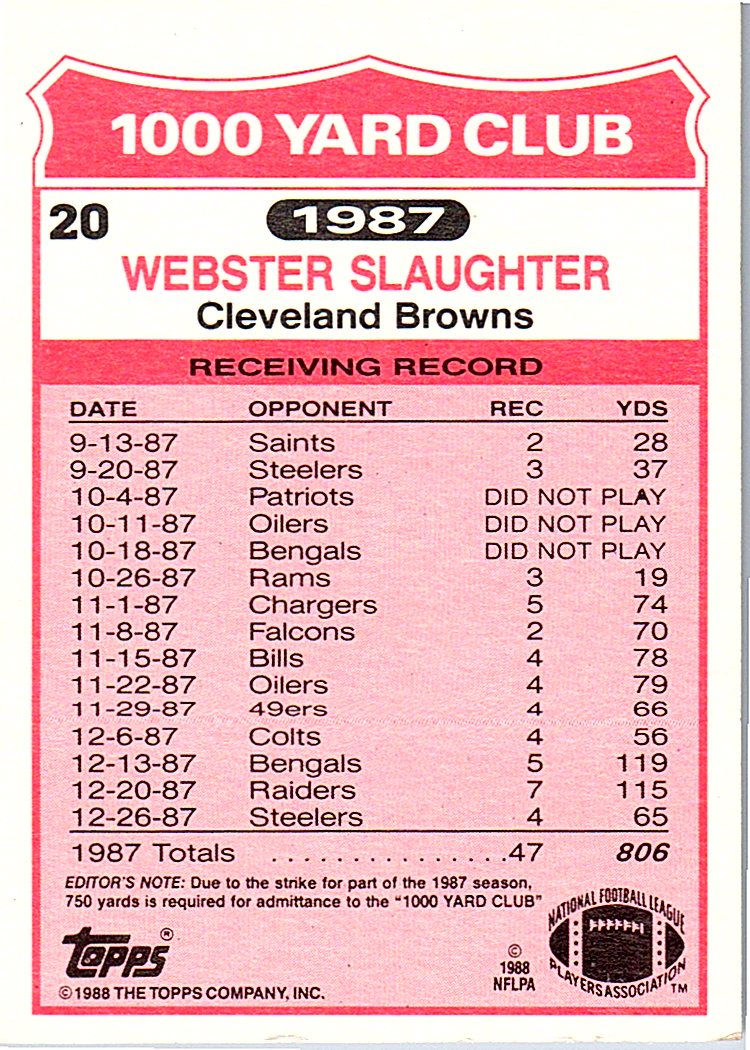 1000 YARD CLUB
20 1987
WEBSTER SLAUGHTER
Cleveland Browns
RECEIVING RECORD
DATE OPPONENT REC YDS
9-13-87 Saints 2 28
9-20-87 Steelers 3 37
10-4-87 Patriots DID NOT PLAY
10-11-87 Oilers DID NOT PLAY
10-18-87 Bengals DID NOT PLAY
10-26-87 Rams 3 19
11-1-87 Chargers 5 74
11-8-87 Falcons 2 70
11-15-87 Bills 4 78
11-22-87 Oilers 4 79
11-29-87 49ers 4 66
12-6-87 Colts 4 56
12-13-87 Bengals 5 119
12-20-87 Raiders 7 115
12-26-87 Steelers 4 65
1987 Totals . . . . . . . . . . . . . . . .47 806
EDITOR'S NOTE: Due to the strike for part of the 1987 season,
750 yards is required for admittance to the "1000 YARD CLUB"
NATIONAL FOOTBALL LEAGUE
PLAYERS ASSOCIATION TM
topps®
© 1988 NFLPA
©1988 THE TOPPS COMPANY, INC.